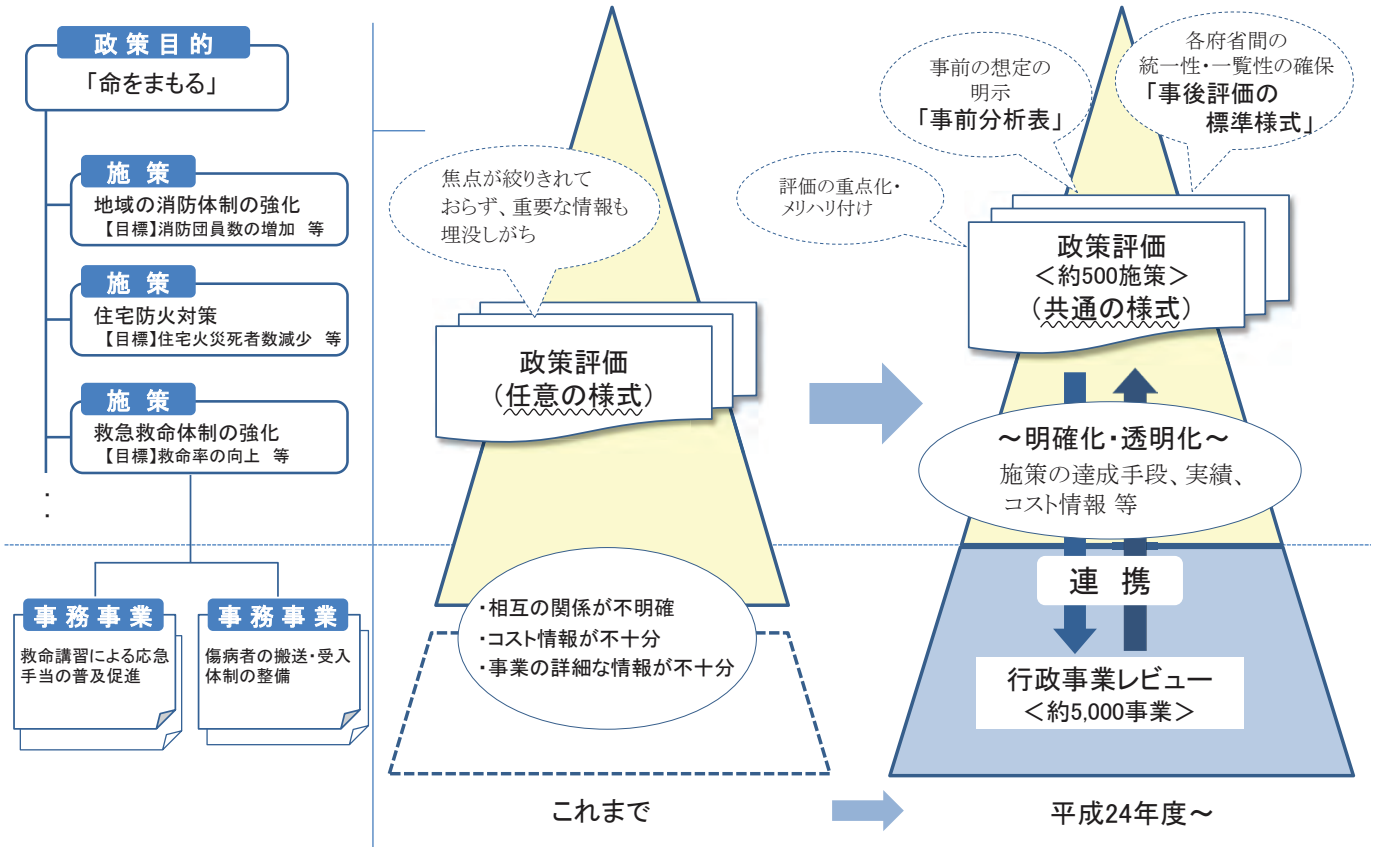 政策目的
「命をまもる」
施策
地域の消防体制の強化
【目標】消防団員数の増加 等
施策
住宅防火対策
【目標】住宅火災死者数減少 等
施策
救急救命体制の強化
【目標】救命率の向上 等
・
・
事務事業
救命講習による応急
手当の普及促進
事務事業
傷病者の搬送・受入
体制の整備
焦点が絞りきれて
おらず、重要な情報も
埋没しがち
政策評価
(任意の様式)
・相互の関係が不明確
・コスト情報が不十分
・事業の詳細な情報が不十分
これまで
評価の重点化・
メリハリ付け
事前の想定の
明示
「事前分析表」
各府省間の
統一性・一覧性の確保
「事後評価の
標準様式」
政策評価
＜約500施策＞
(共通の様式)
～明確化・透明化～
施策の達成手段、実績、
コスト情報 等
連 携
行政事業レビュー
＜約5,000事業＞
平成24年度～